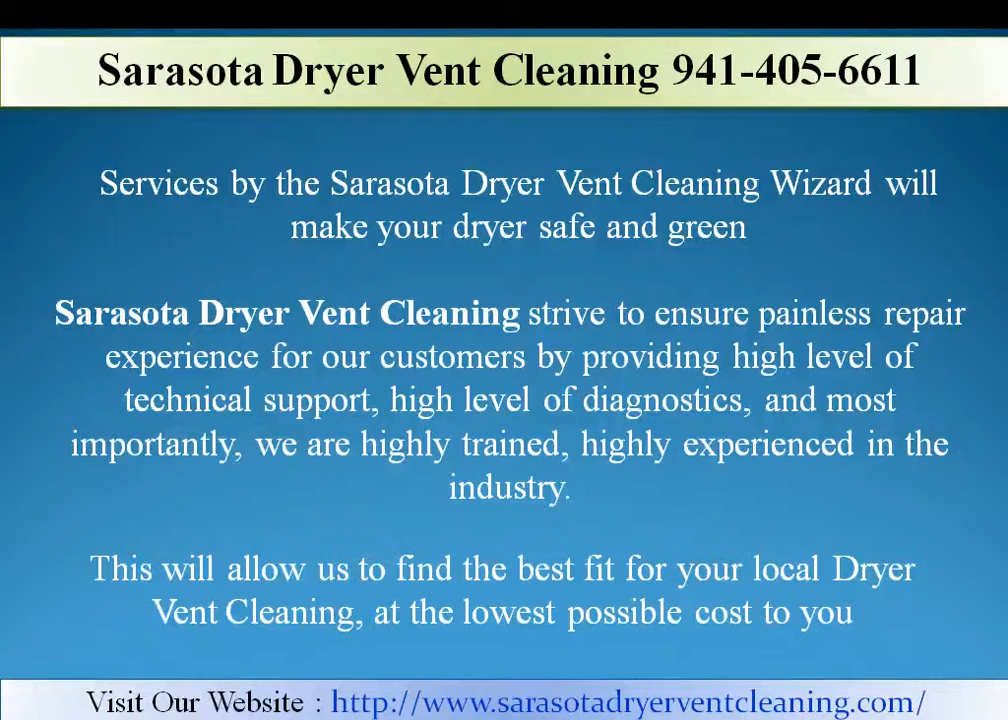 Sarasota Dryer Vent Cleaning 941-405-6611
Services by the Sarasota Dryer Vent Cleaning Wizard will
make your dryer safe and green
Sarasota Dryer Vent Cleaning strive to ensure painless repair
experience for our customers by providing high level of
technical support, high level of diagnostics, and most
importantly, we are highly trained, highly experienced in the
industry.
This will allow us to find the best fit for your local Dryer
Vent Cleaning, at the lowest possible cost to you
Visit Our Website : http://www.sarasotadryerventcleaning.com/